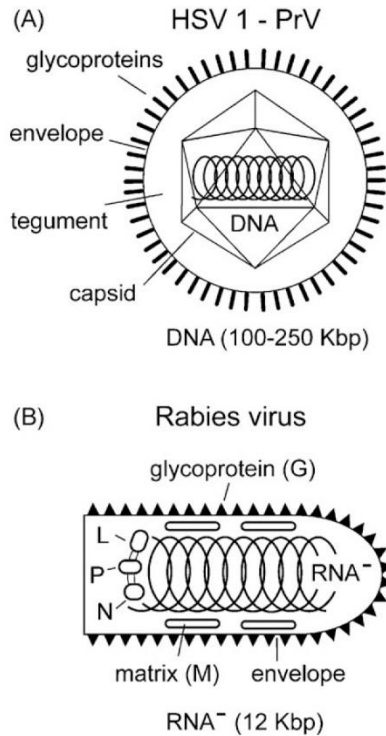 (A) HSV 1 - PrV
glycoproteins
envelope
tegument
DNA
capsid
DNA (100-250 Kbp)
(B) Rabies virus
glycoprotein (G)
L
P
RNA⁻
N
matrix (M) envelope
RNA⁻ (12 Kbp)